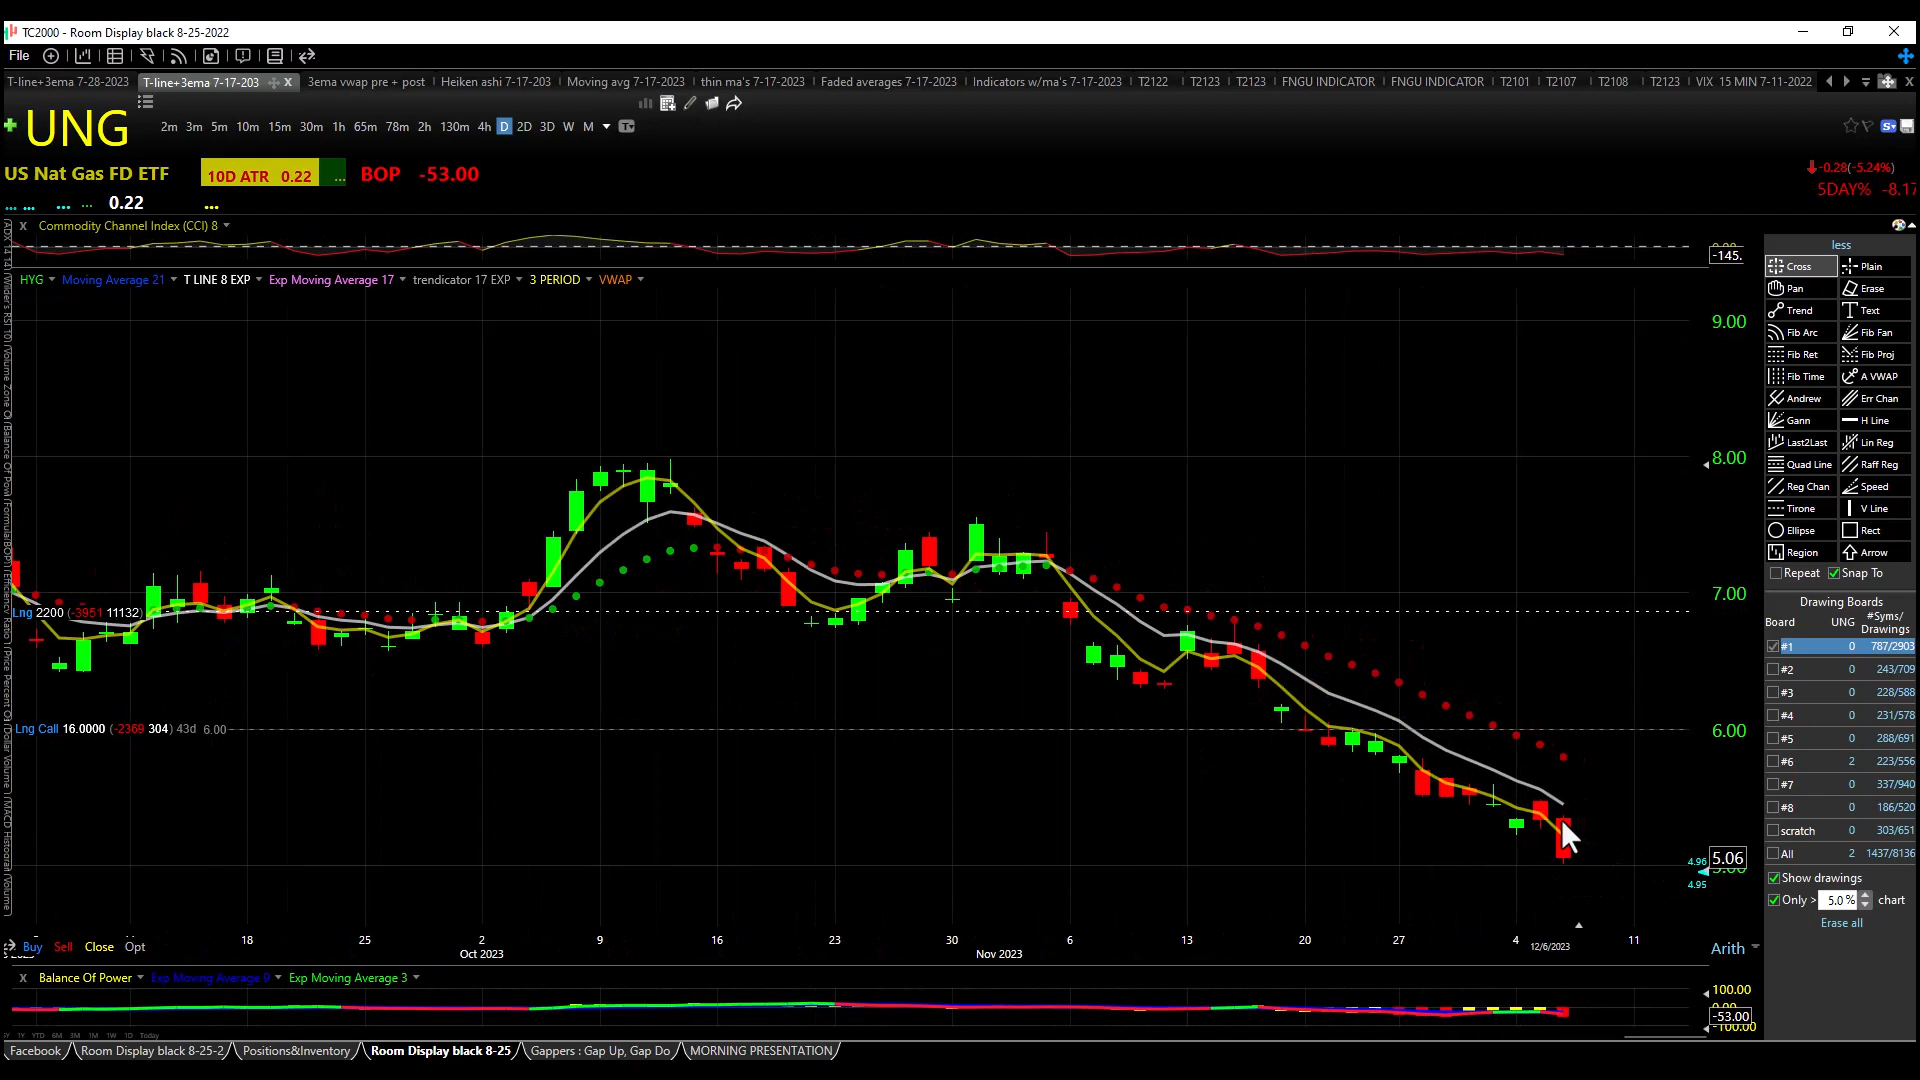 TC2000 - Room Display black 8-25-2022
File
T-line+3ema 7-28-2023 T-line+3ema 7-17-203 X 3ema vwap pre + post Heiken ashi 7-17-203 Moving avg 7-17-2023 thin ma's 7-17-2023 Faded averages 7-17-2023 Indicators w/ma's 7-17-2023 T2122 T2123 T2123 FNGU INDICATOR FNGU INDICATOR T2101 T2107 T2108 T2123 VIX 15 MIN 7-11-2022
UNG
2m 3m 5m 10m 15m 30m 1h 65m 78m 2h 130m 4h D 2D 3D W M
US Nat Gas FD ETF 10D ATR 0.22 ... BOP -53.00
-0.28(-5.24%)
5DAY% -8.17
... ... ... ... 0.22 ...
X Commodity Channel Index (CCI) 8
-145.
HYG Moving Average 21 T LINE 8 EXP Exp Moving Average 17 trendicator 17 EXP 3 PERIOD VWAP
9.00
8.00
7.00
6.00
5.06
4.96
4.95
Lng 2200 (-3951 11132)
Lng Call 16.0000 (-2369 304) 43d 6.00
18 25 2 9 16 23 30 6 13 20 27 4 12/6/2023 11
Oct 2023 Nov 2023
Buy Sell Close Opt
Arith
X Balance Of Power Exp Moving Average 9 Exp Moving Average 3
100.00
-53.00
-100.00
YTD 6M 3M 1M 1W 1D Today
Facebook Room Display black 8-25-2 Positions&Inventory Room Display black 8-25 Gappers : Gap Up, Gap Do MORNING PRESENTATION
less
Cross Plain
Pan Erase
Trend Text
Fib Arc Fib Fan
Fib Ret Fib Proj
Fib Time A VWAP
Andrew Err Chan
Gann H Line
Last2Last Lin Reg
Quad Line Raff Reg
Reg Chan Speed
Tirone V Line
Ellipse Rect
Region Arrow
Repeat Snap To
Drawing Boards
Board UNG #Syms/
Drawings
#1 0 787/2903
#2 0 243/709
#3 0 228/588
#4 0 231/578
#5 0 288/691
#6 2 223/556
#7 0 337/940
#8 0 186/520
scratch 0 303/651
All 2 1437/8136
Show drawings
Only > 5.0 % chart
Erase all